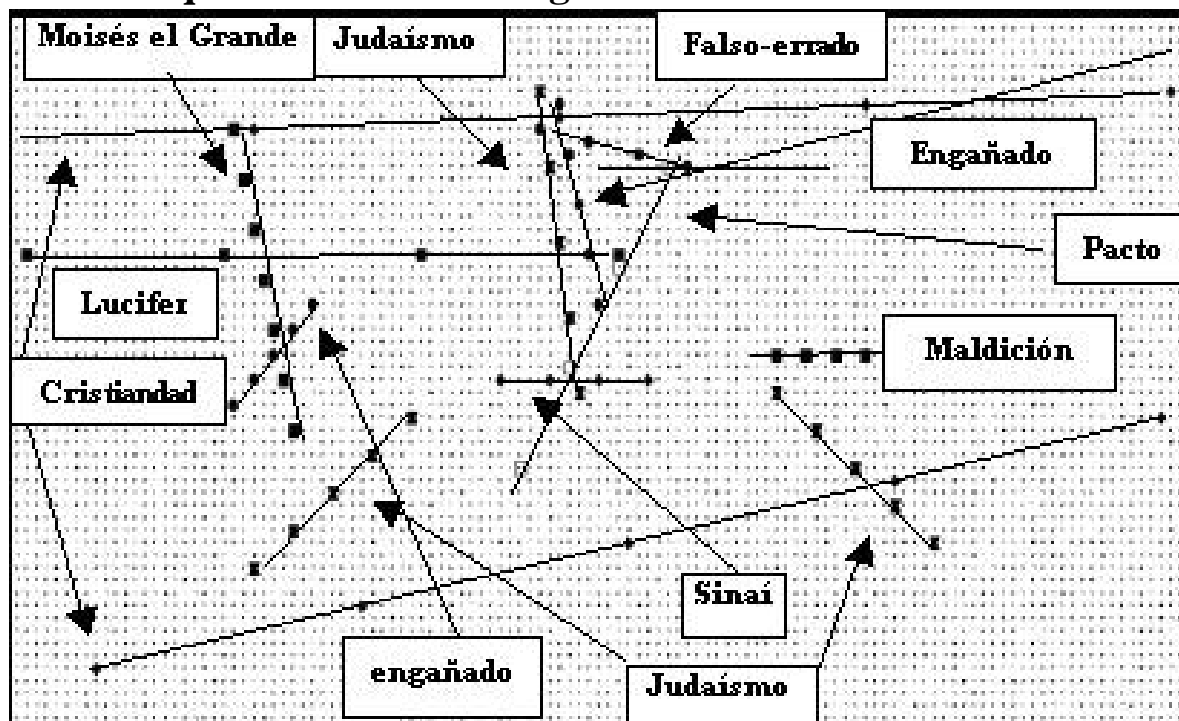 Moisés el Grande
Judaísmo
Falso-errado
Engañado
Pacto
Lucifer
Maldición
Cristiandad
Sinaí
engañado
Judaísmo